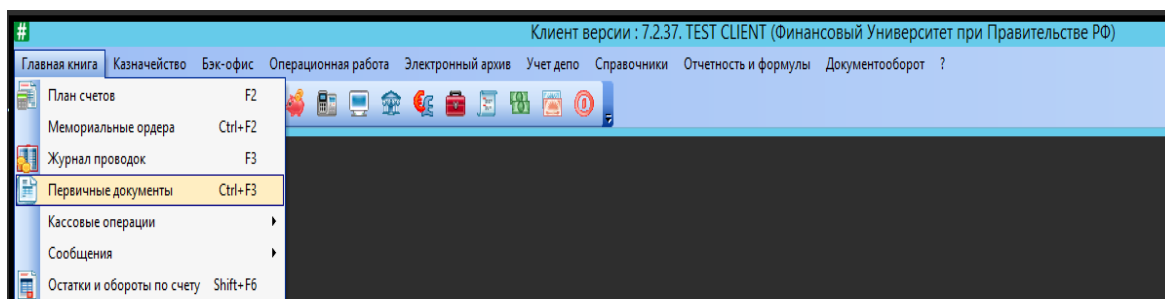 Клиент версии : 7.2.37. TEST CLIENT (Финансовый Университет при Правительстве РФ)
Главная книга Казначейство Бэк-офис Операционная работа Электронный архив Учет депо Справочники Отчетность и формулы Документооборот ?
План счетов F2
Мемориальные ордера Ctrl+F2
Журнал проводок F3
Первичные документы Ctrl+F3
Кассовые операции
Сообщения
Остатки и обороты по счету Shift+F6